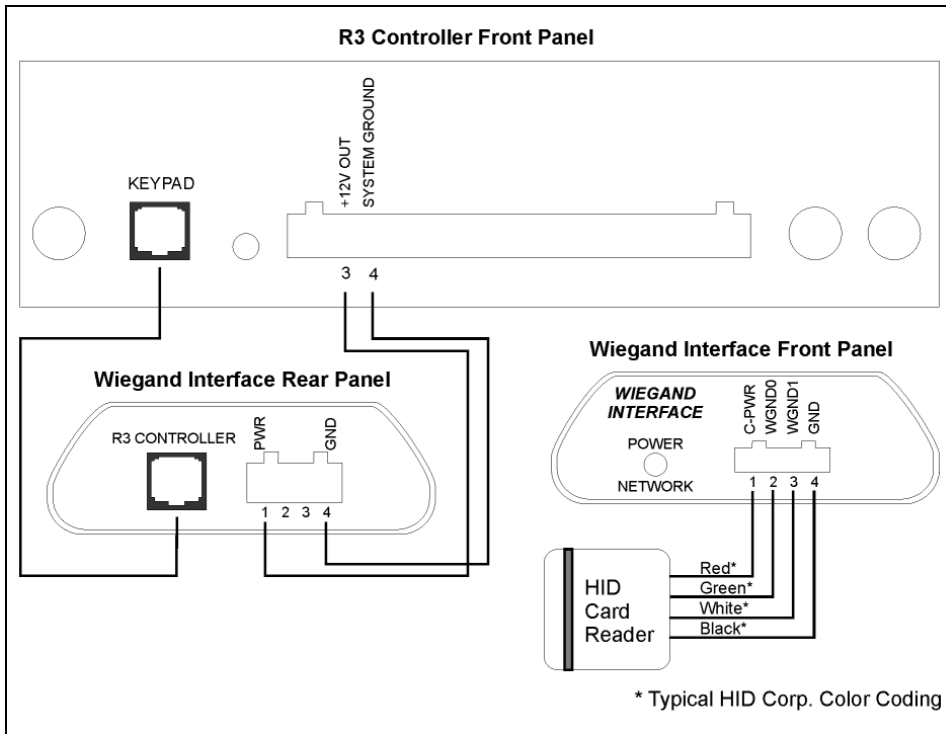 R3 Controller Front Panel
+12V OUT
SYSTEM GROUND
KEYPAD
3 4
Wiegand Interface Rear Panel
R3 CONTROLLER
PWR
GND
1 2 3 4
Wiegand Interface Front Panel
WIEGAND
INTERFACE
POWER
NETWORK
C-PWR
WGND0
WGND1
GND
1 2 3 4
HID
Card
Reader
Red*
Green*
White*
Black*
* Typical HID Corp. Color Coding